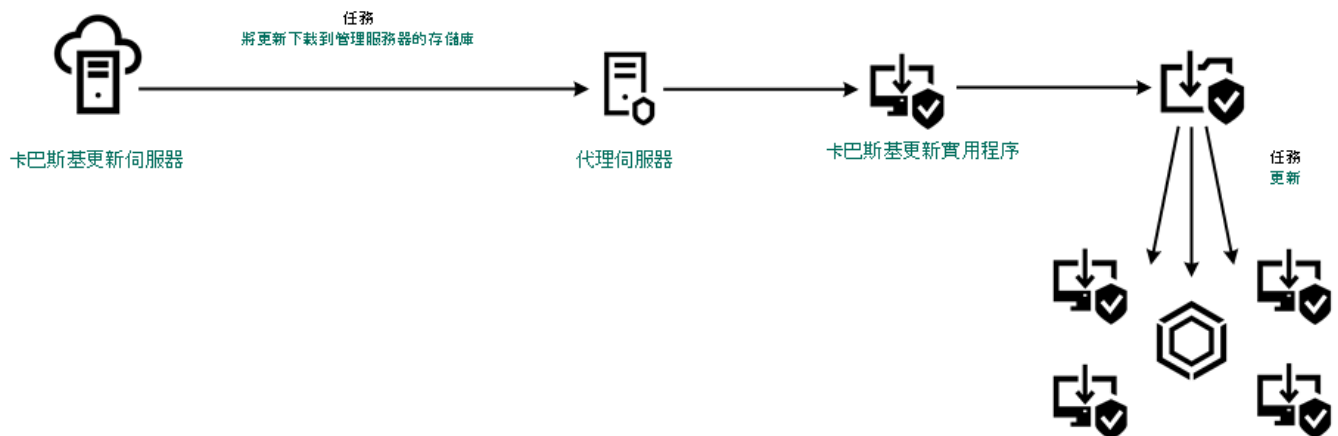 任務
將更新下載到管理服務器的存儲庫
卡巴斯基更新伺服器
代理伺服器
卡巴斯基更新實用程序
任務
更新